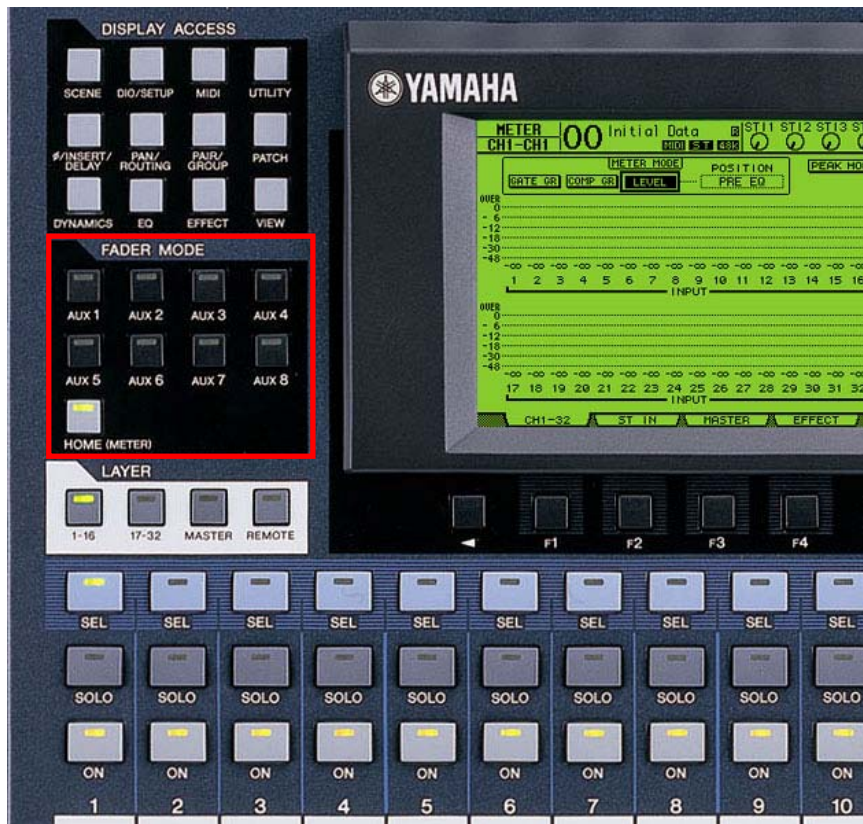 DISPLAY ACCESS
SCENE DIO/SETUP MIDI UTILITY
ø/INSERT/DELAY PAN/ROUTING PAIR/GROUP PATCH
DYNAMICS EQ EFFECT VIEW
FADER MODE
AUX 1 AUX 2 AUX 3 AUX 4
AUX 5 AUX 6 AUX 7 AUX 8
HOME (METER)
LAYER
1-16 17-32 MASTER REMOTE
YAMAHA
METER 00 Initial Data R ST11 ST12 ST13
CH1-CH1 MIDI ST 48k
METER MODE POSITION PEAK HO
GATE GR COMP GR LEVEL PRE EQ
OVER
0
-6
-12
-18
-30
-48
-∞ -∞ -∞ -∞ -∞ -∞ -∞ -∞ -∞ -∞ -∞ -∞ -∞ -∞ -∞ -∞
1 2 3 4 5 6 7 8 9 10 11 12 13 14 15 16
INPUT
OVER
0
-6
-12
-18
-30
-48
-∞ -∞ -∞ -∞ -∞ -∞ -∞ -∞ -∞ -∞ -∞ -∞ -∞ -∞ -∞ -∞
17 18 19 20 21 22 23 24 25 26 27 28 29 30 31 32
INPUT
CH1-32 ST IN MASTER EFFECT
◄ F1 F2 F3 F4
SEL SEL SEL SEL SEL SEL SEL SEL SEL SEL
SOLO SOLO SOLO SOLO SOLO SOLO SOLO SOLO SOLO SOLO
ON ON ON ON ON ON ON ON ON ON
1 2 3 4 5 6 7 8 9 10